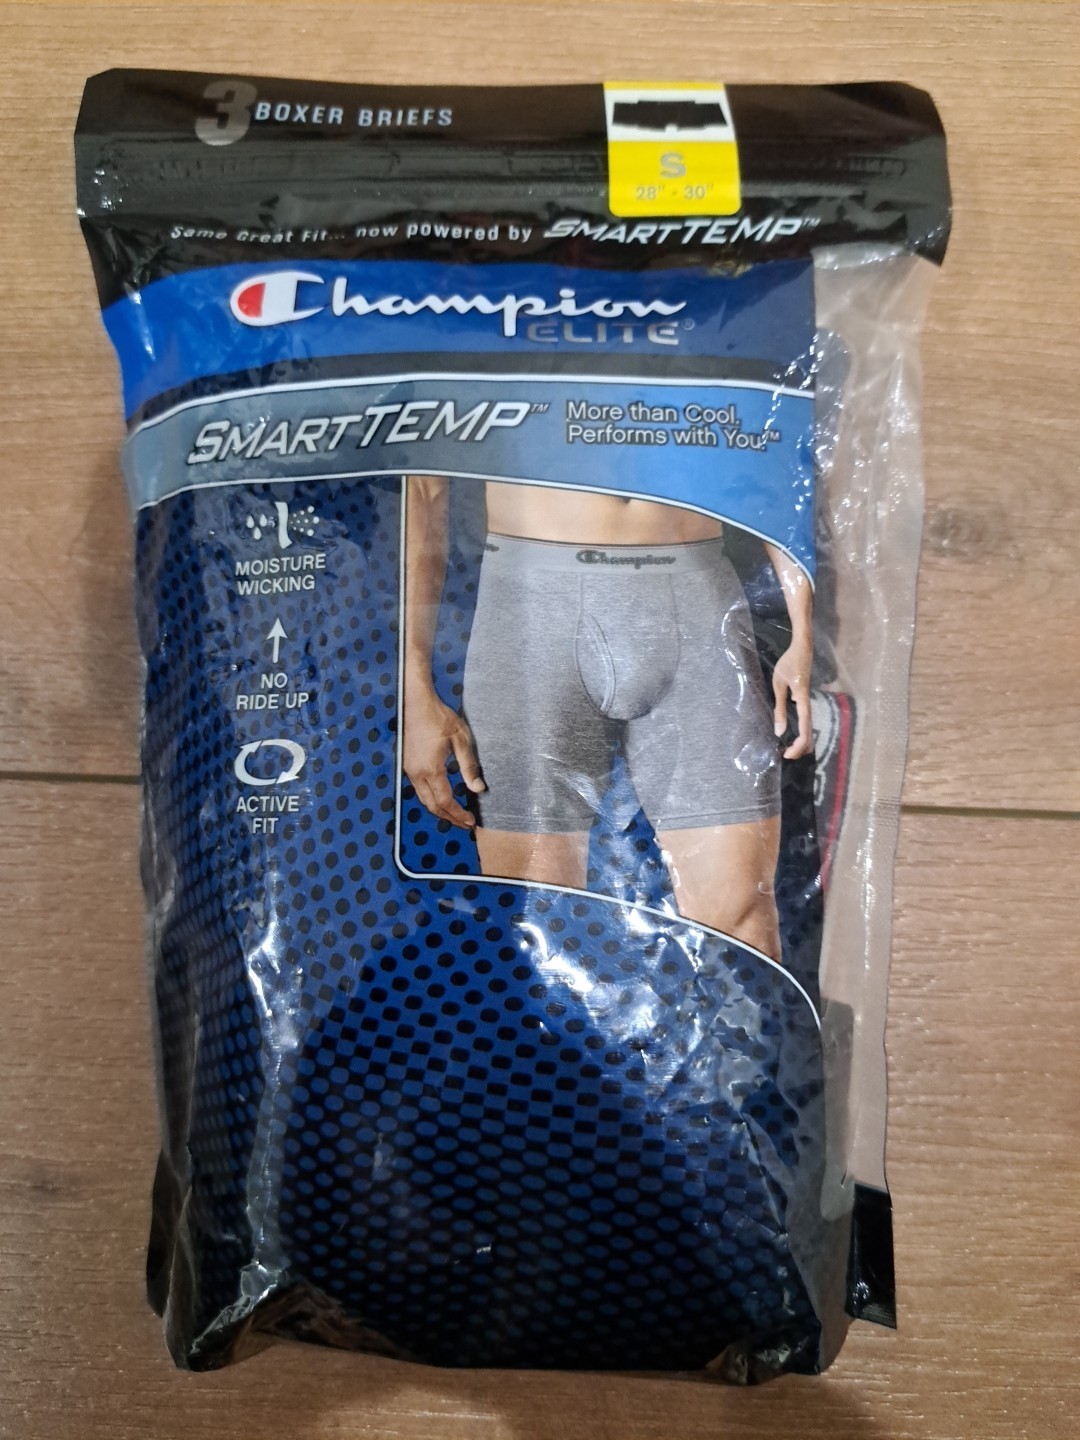 3 BOXER BRIEFS
S
28" - 30"
Same Great Fit... now powered by SMARTTEMP™
Champion
ELITE®
SMARTTEMP™
More than Cool,
Performs with You!™
MOISTURE
WICKING
NO
RIDE UP
ACTIVE
FIT
Champion